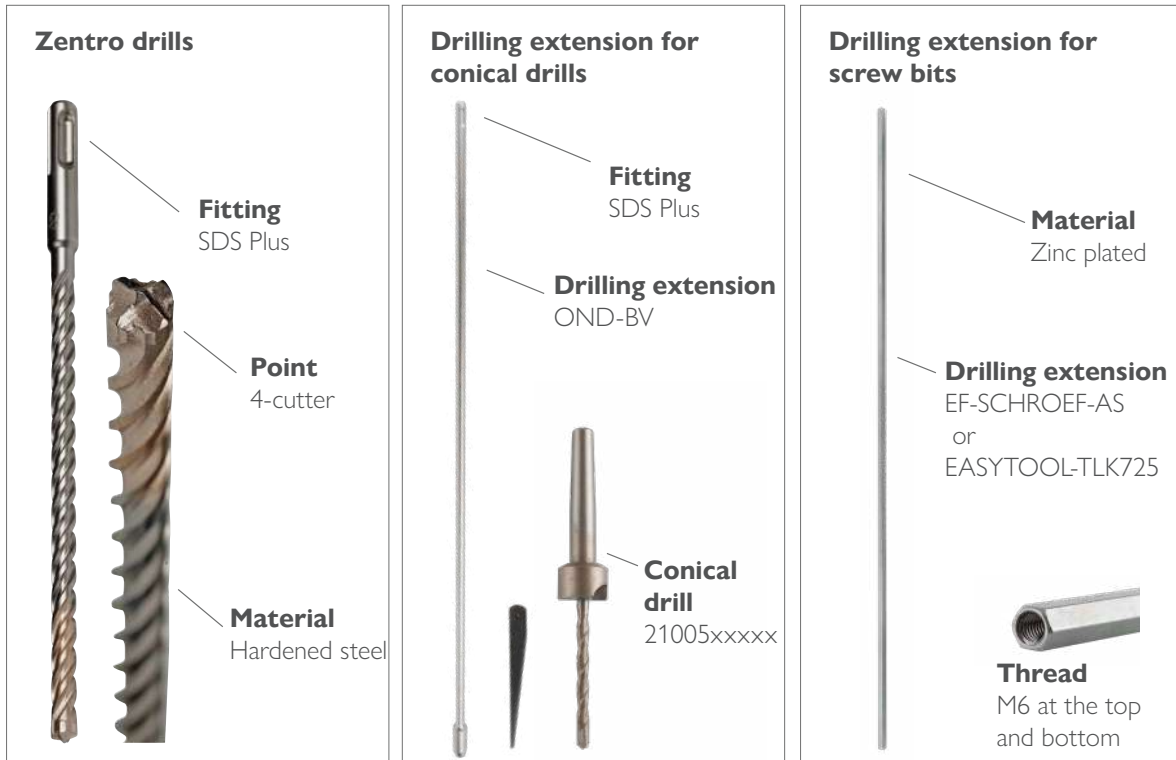 Zentro drills
Fitting
SDS Plus
Point
4-cutter
Material
Hardened steel
Drilling extension for
conical drills
Fitting
SDS Plus
Drilling extension
OND-BV
Conical
drill
21005xxxxx
Drilling extension for
screw bits
Material
Zinc plated
Drilling extension
EF-SCHROEF-AS
or
EASYTOOL-TLK725
Thread
M6 at the top
and bottom